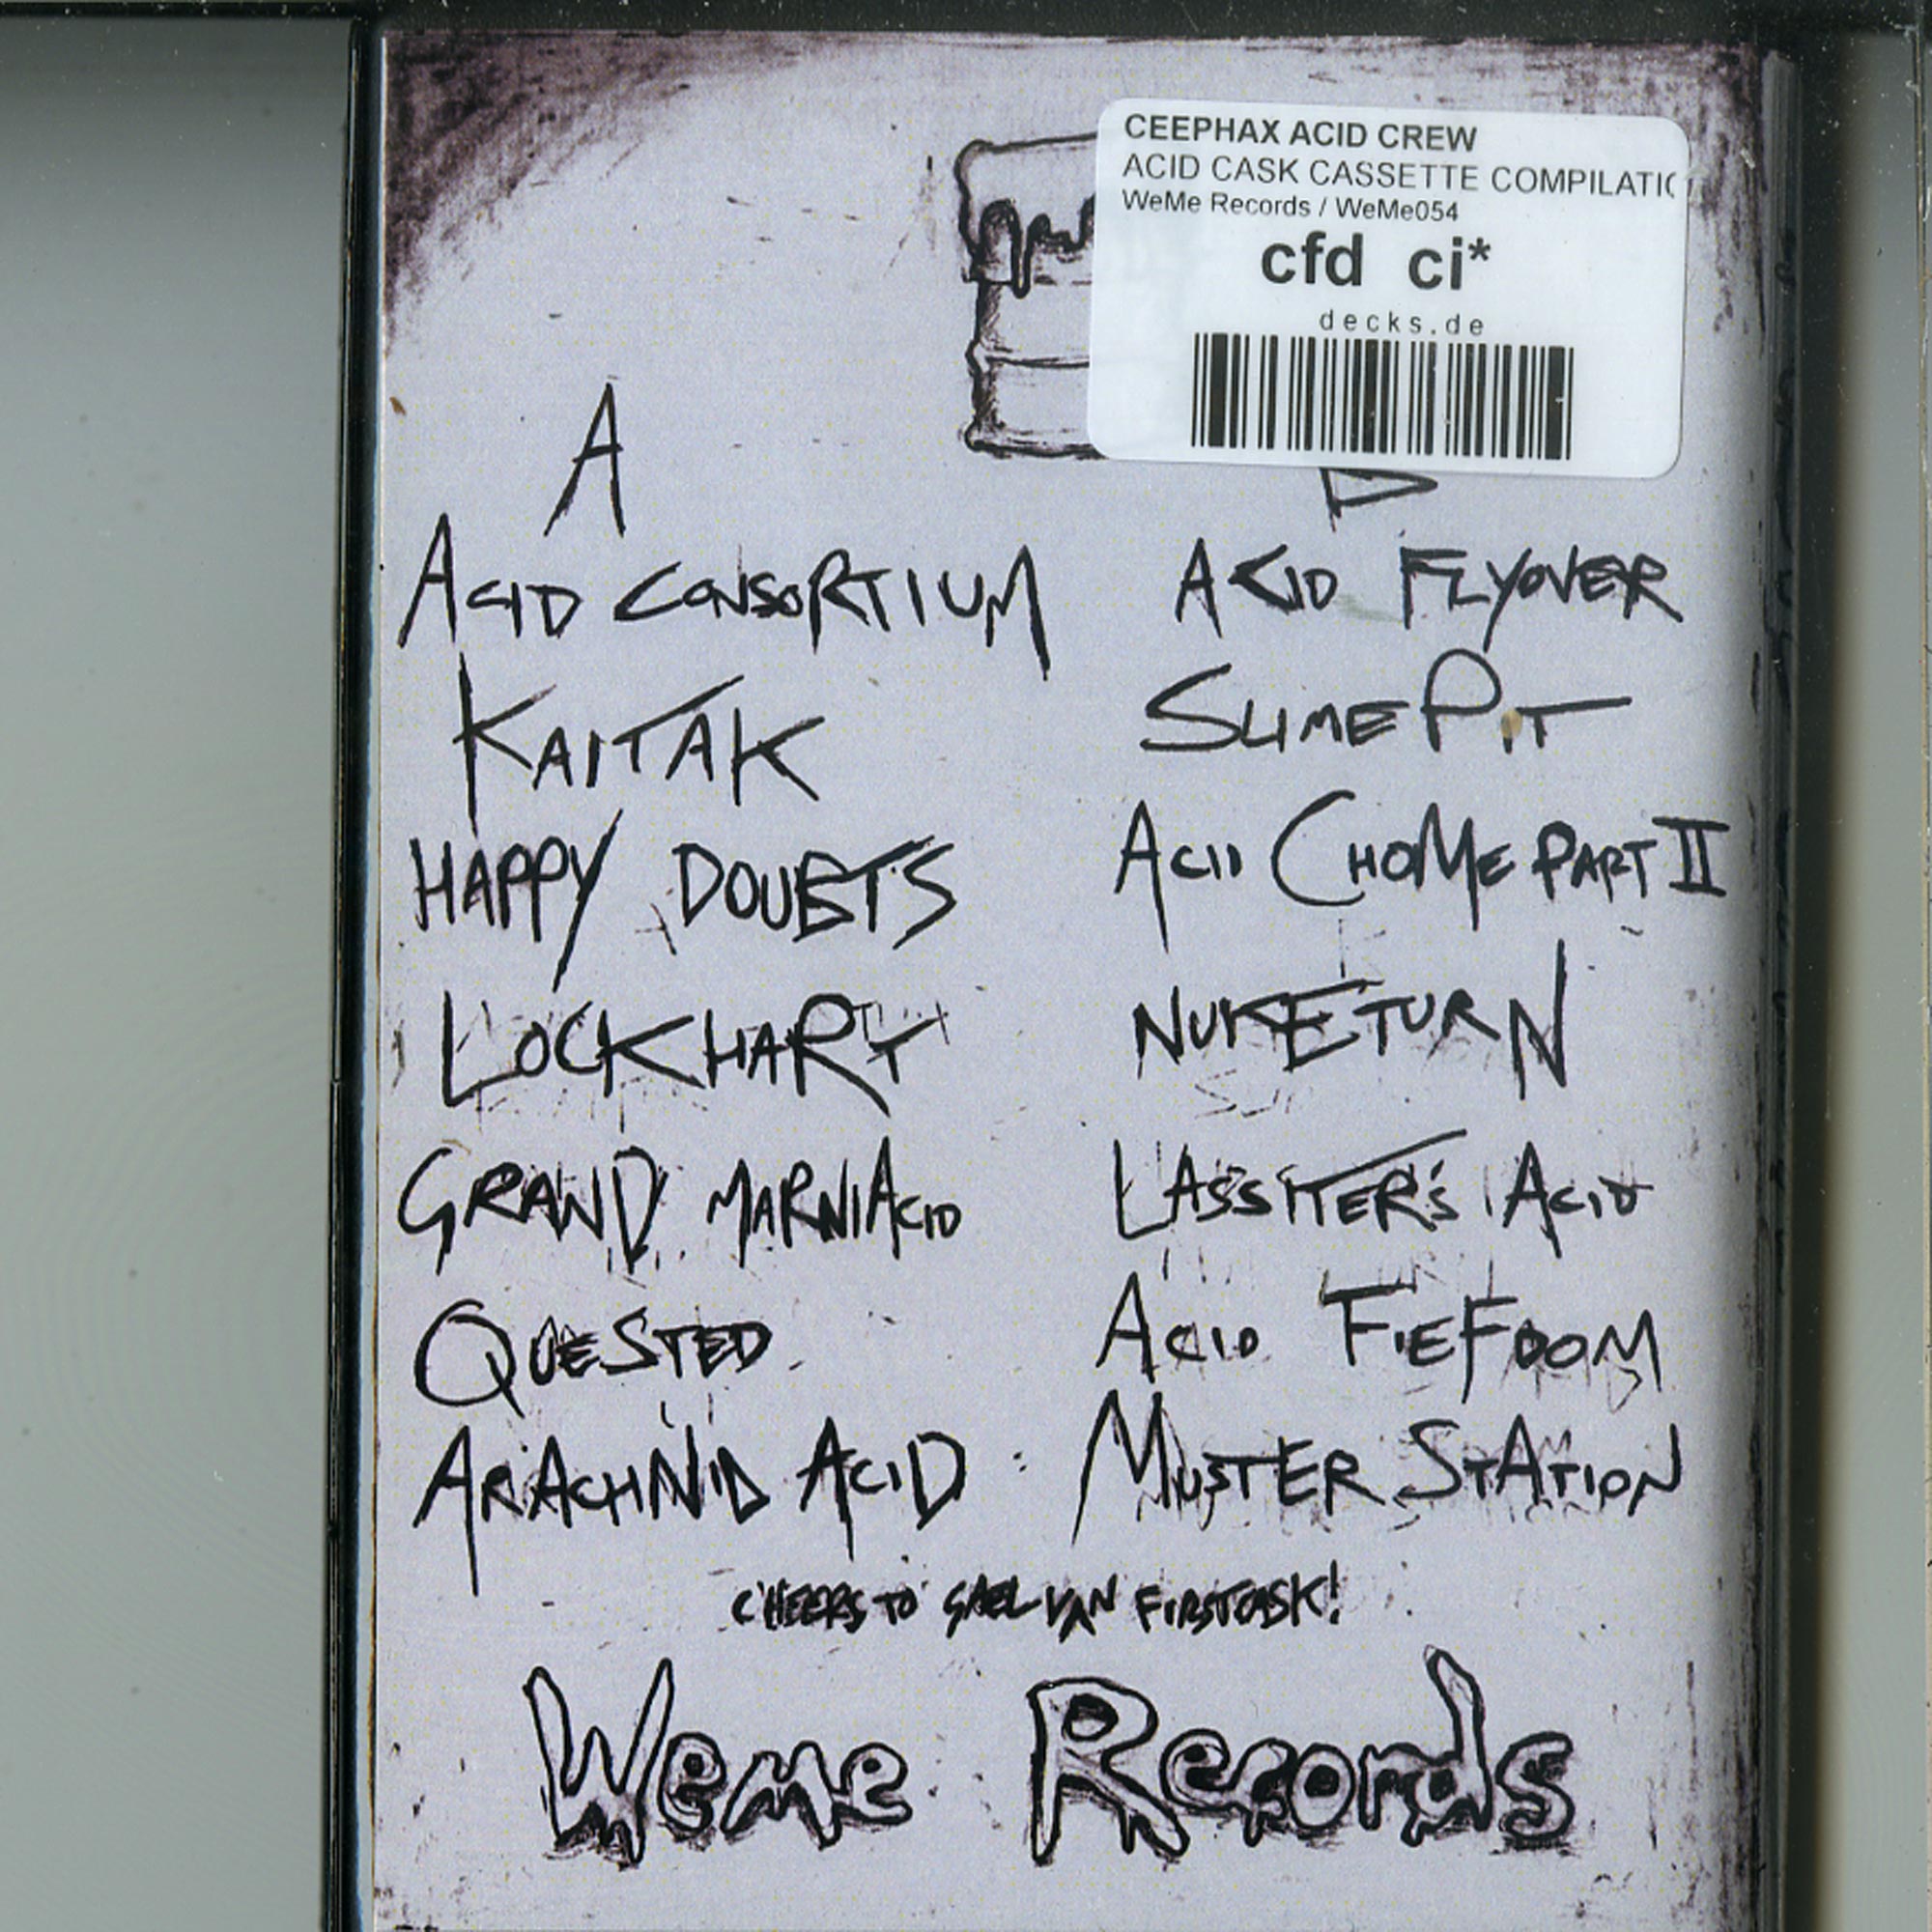 CEEPHAX ACID CREW
ACID CASK CASSETTE COMPILATI
WeMe Records / WeMe054
cfd ci*
decks.de
A
ACID CONSORTIUM
KAITAK
HAPPY DOUBTS
LOCKHART
GRAND MARNIACID
QUESTED
ARACHNID ACID
ACID FLYOVER
SLIME PIT
ACID CHOME PART II
NUKETURN
LASSITER'S ACID
ACID FIEFDOM
MUSTER STATION
CHEERS TO GAEL VAN FIRSTCASK!
Weme Records